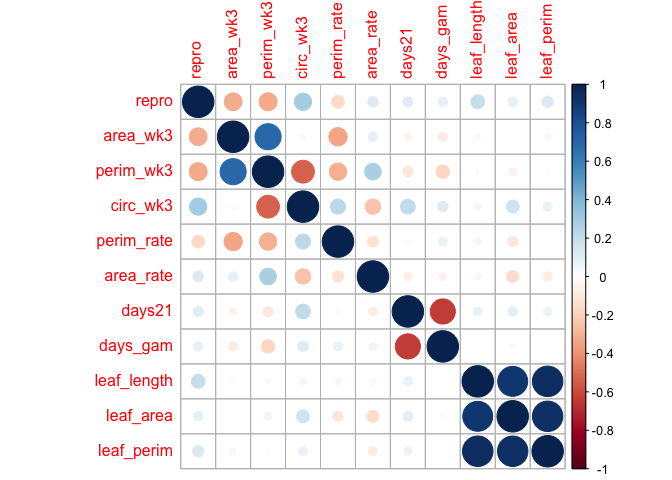 repro
area_wk3
perim_wk3
circ_wk3
perim_rate
area_rate
days21
days_gam
leaf_length
leaf_area
leaf_perim
repro
area_wk3
perim_wk3
circ_wk3
perim_rate
area_rate
days21
days_gam
leaf_length
leaf_area
leaf_perim
1
0.8
0.6
0.4
0.2
0
-0.2
-0.4
-0.6
-0.8
-1